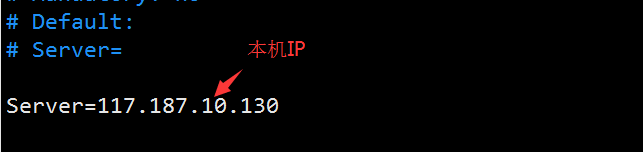 # Default:
# Server=
本机IP
Server=117.187.10.130